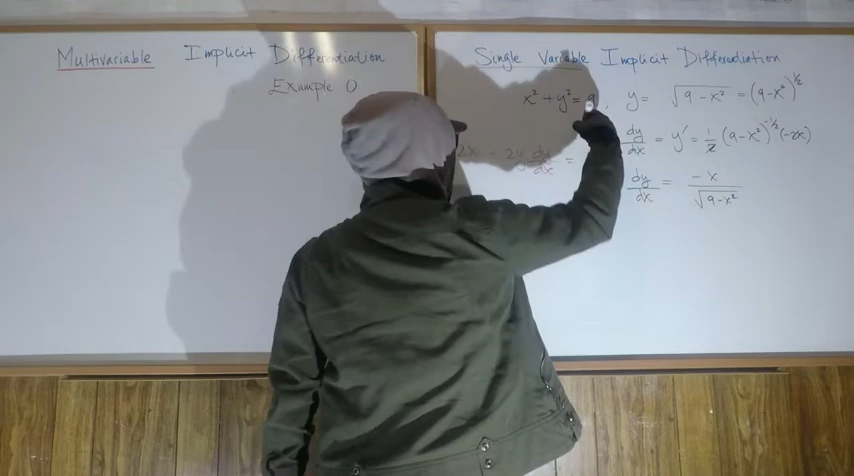 Multivariable Implicit Differentiation
Example 0
Single Variable Implicit Differentiation
x² + y² = 9, y = √(9 - x²) = (9-x²)^½
2x - 2y dy/dx =
dy/dx = y' = 1/2 (9-x²)^-½ (-2x)
dy/dx = -x/√(9-x²)